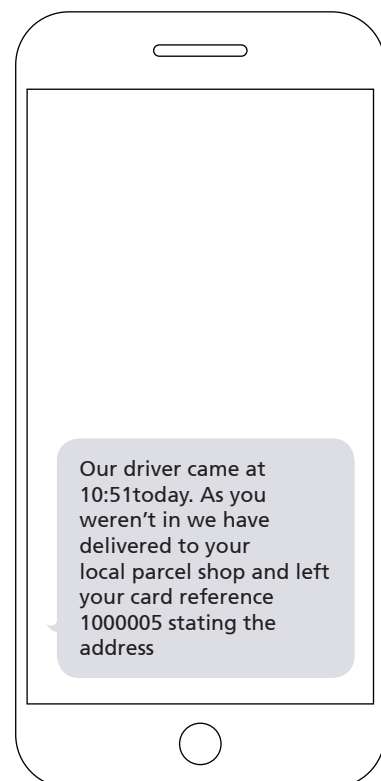 Our driver came at
10:51today. As you
weren't in we have
delivered to your
local parcel shop and left
your card reference
1000005 stating the
address